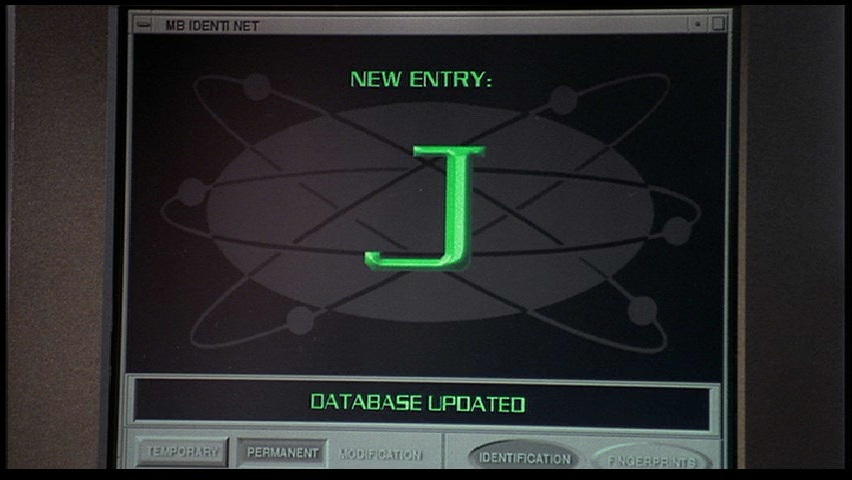 MB IDENTI NET
NEW ENTRY:
J
DATABASE UPDATED
TEMPORARY PERMANENT MODIFICATION IDENTIFICATION FINGERPRINTS